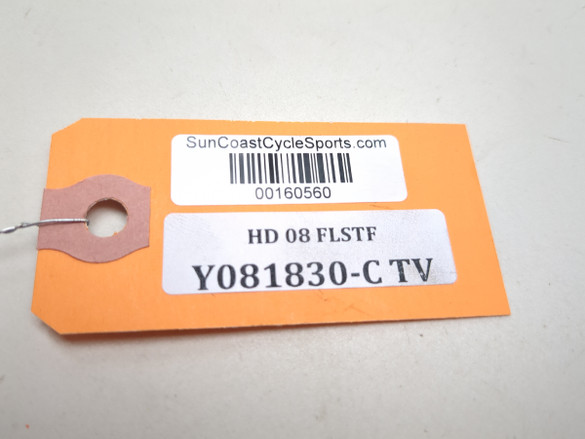 SunCoastCycleSports.com
00160560
HD 08 FLSTF
Y081830-C TV